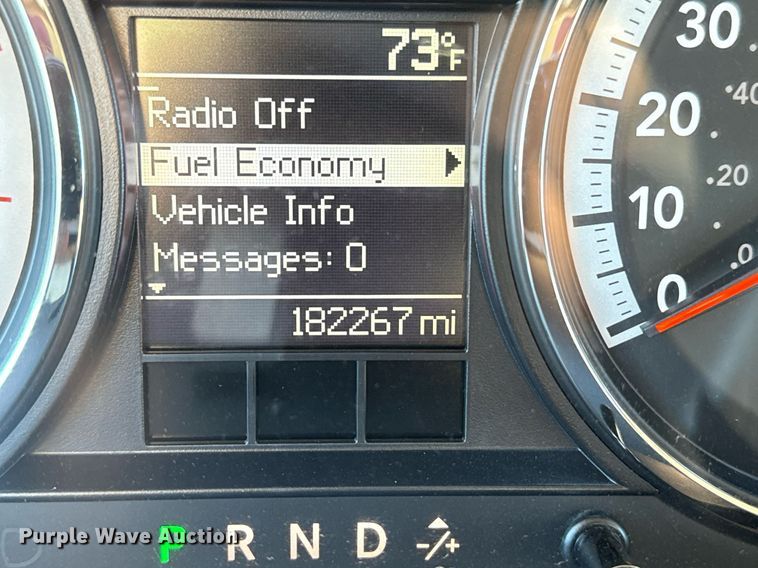 73°F
Radio Off
Fuel Economy
Vehicle Info
Messages: 0
182267 mi
30
40
20
20
10
0
0
P R N D -/+
Purple Wave Auction